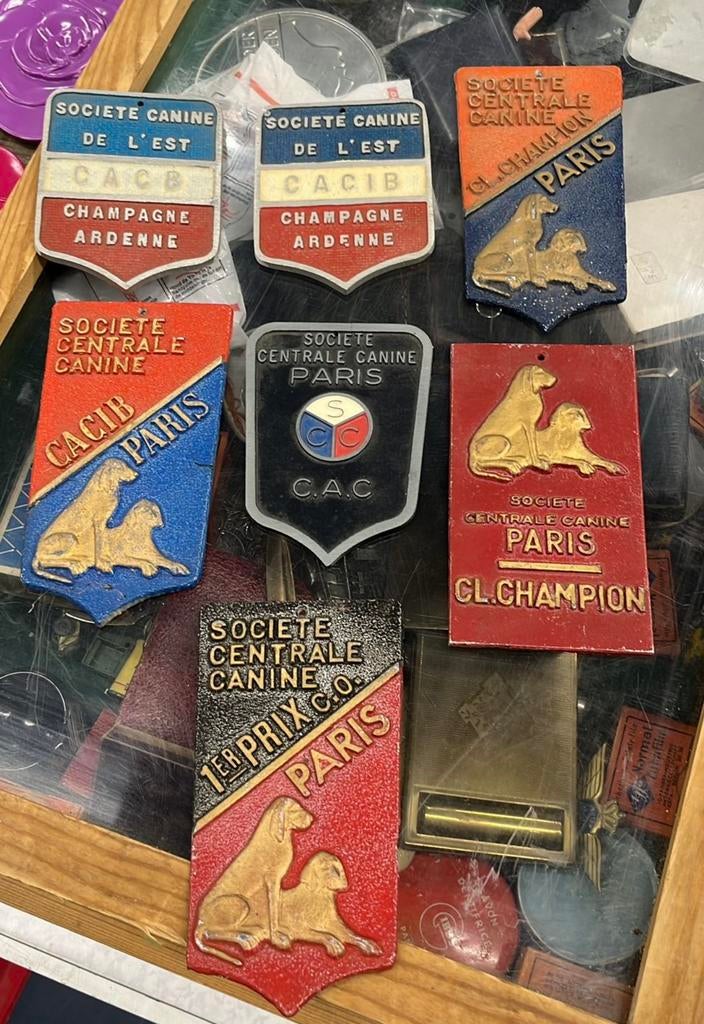 SOCIETE CANINE
DE L'EST
CACB
CHAMPAGNE
ARDENNE
SOCIETE CANINE
DE L'EST
CACIB
CHAMPAGNE
ARDENNE
SOCIETE
CENTRALE
CANINE
CL.CHAMPION
PARIS
SOCIETE
CENTRALE
CANINE
CACIB
PARIS
SOCIETE
CENTRALE CANINE
PARIS
S
C C
C.A.C
SOCIETE
CENTRALE CANINE
PARIS
CL.CHAMPION
SOCIETE
CENTRALE
CANINE
1ER PRIX C.O.
PARIS